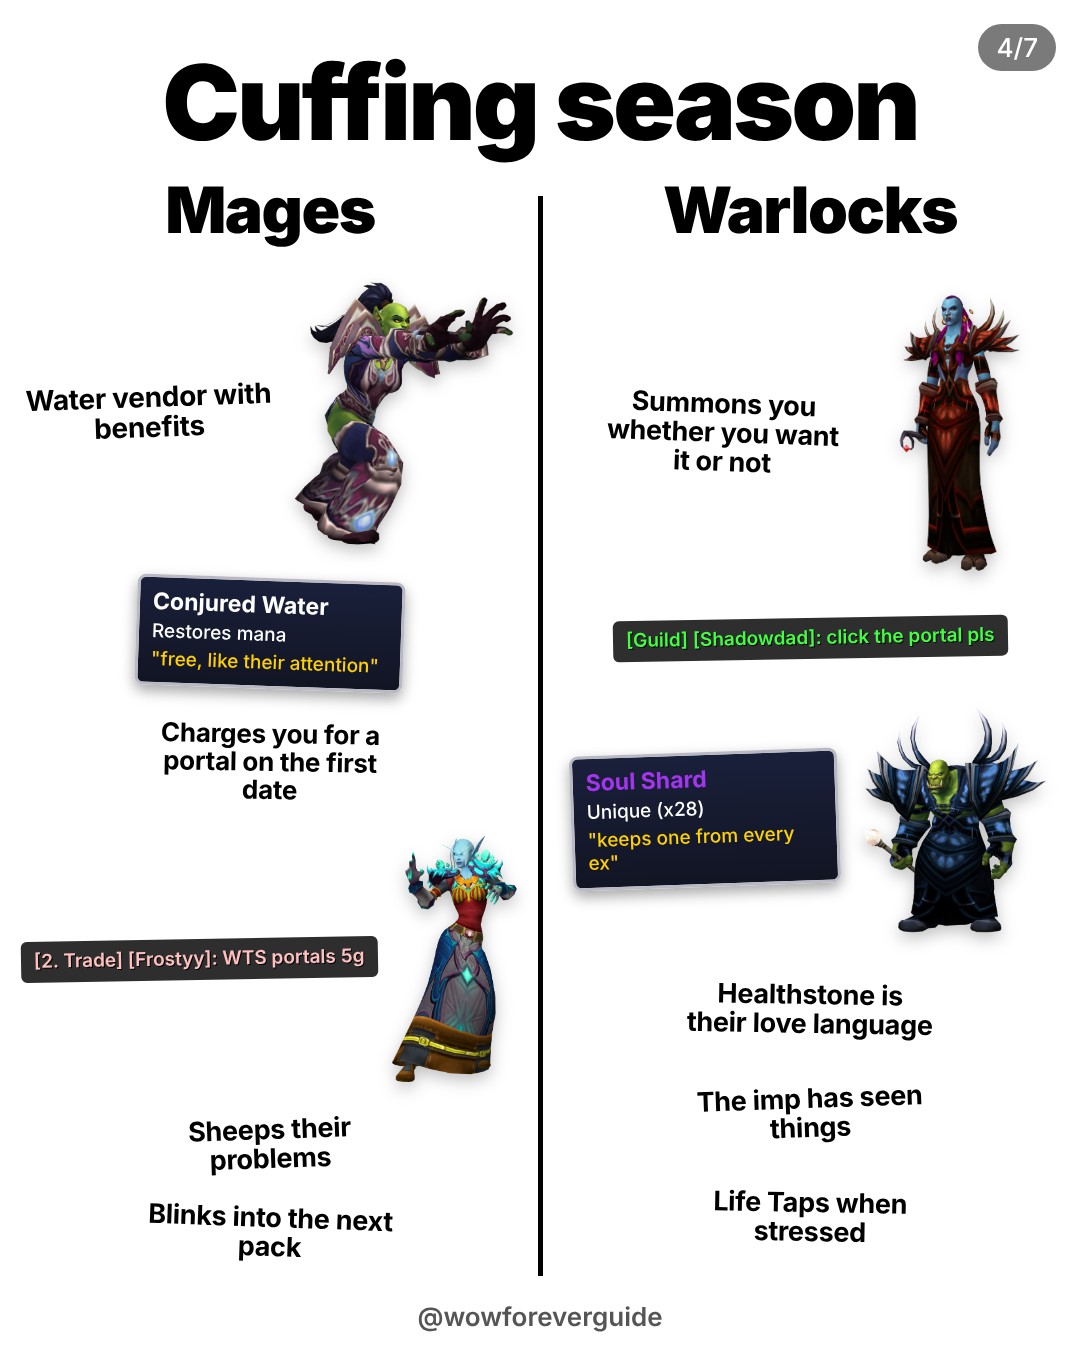 4/7
Cuffing season
Mages
Water vendor with
benefits
Conjured Water
Restores mana
"free, like their attention"
Charges you for a
portal on the first
date
[2. Trade] [Frostyy]: WTS portals 5g
Sheeps their
problems
Blinks into the next
pack
Warlocks
Summons you
whether you want
it or not
[Guild] [Shadowdad]: click the portal pls
Soul Shard
Unique (x28)
"keeps one from every
ex"
Healthstone is
their love language
The imp has seen
things
Life Taps when
stressed
@wowforeverguide